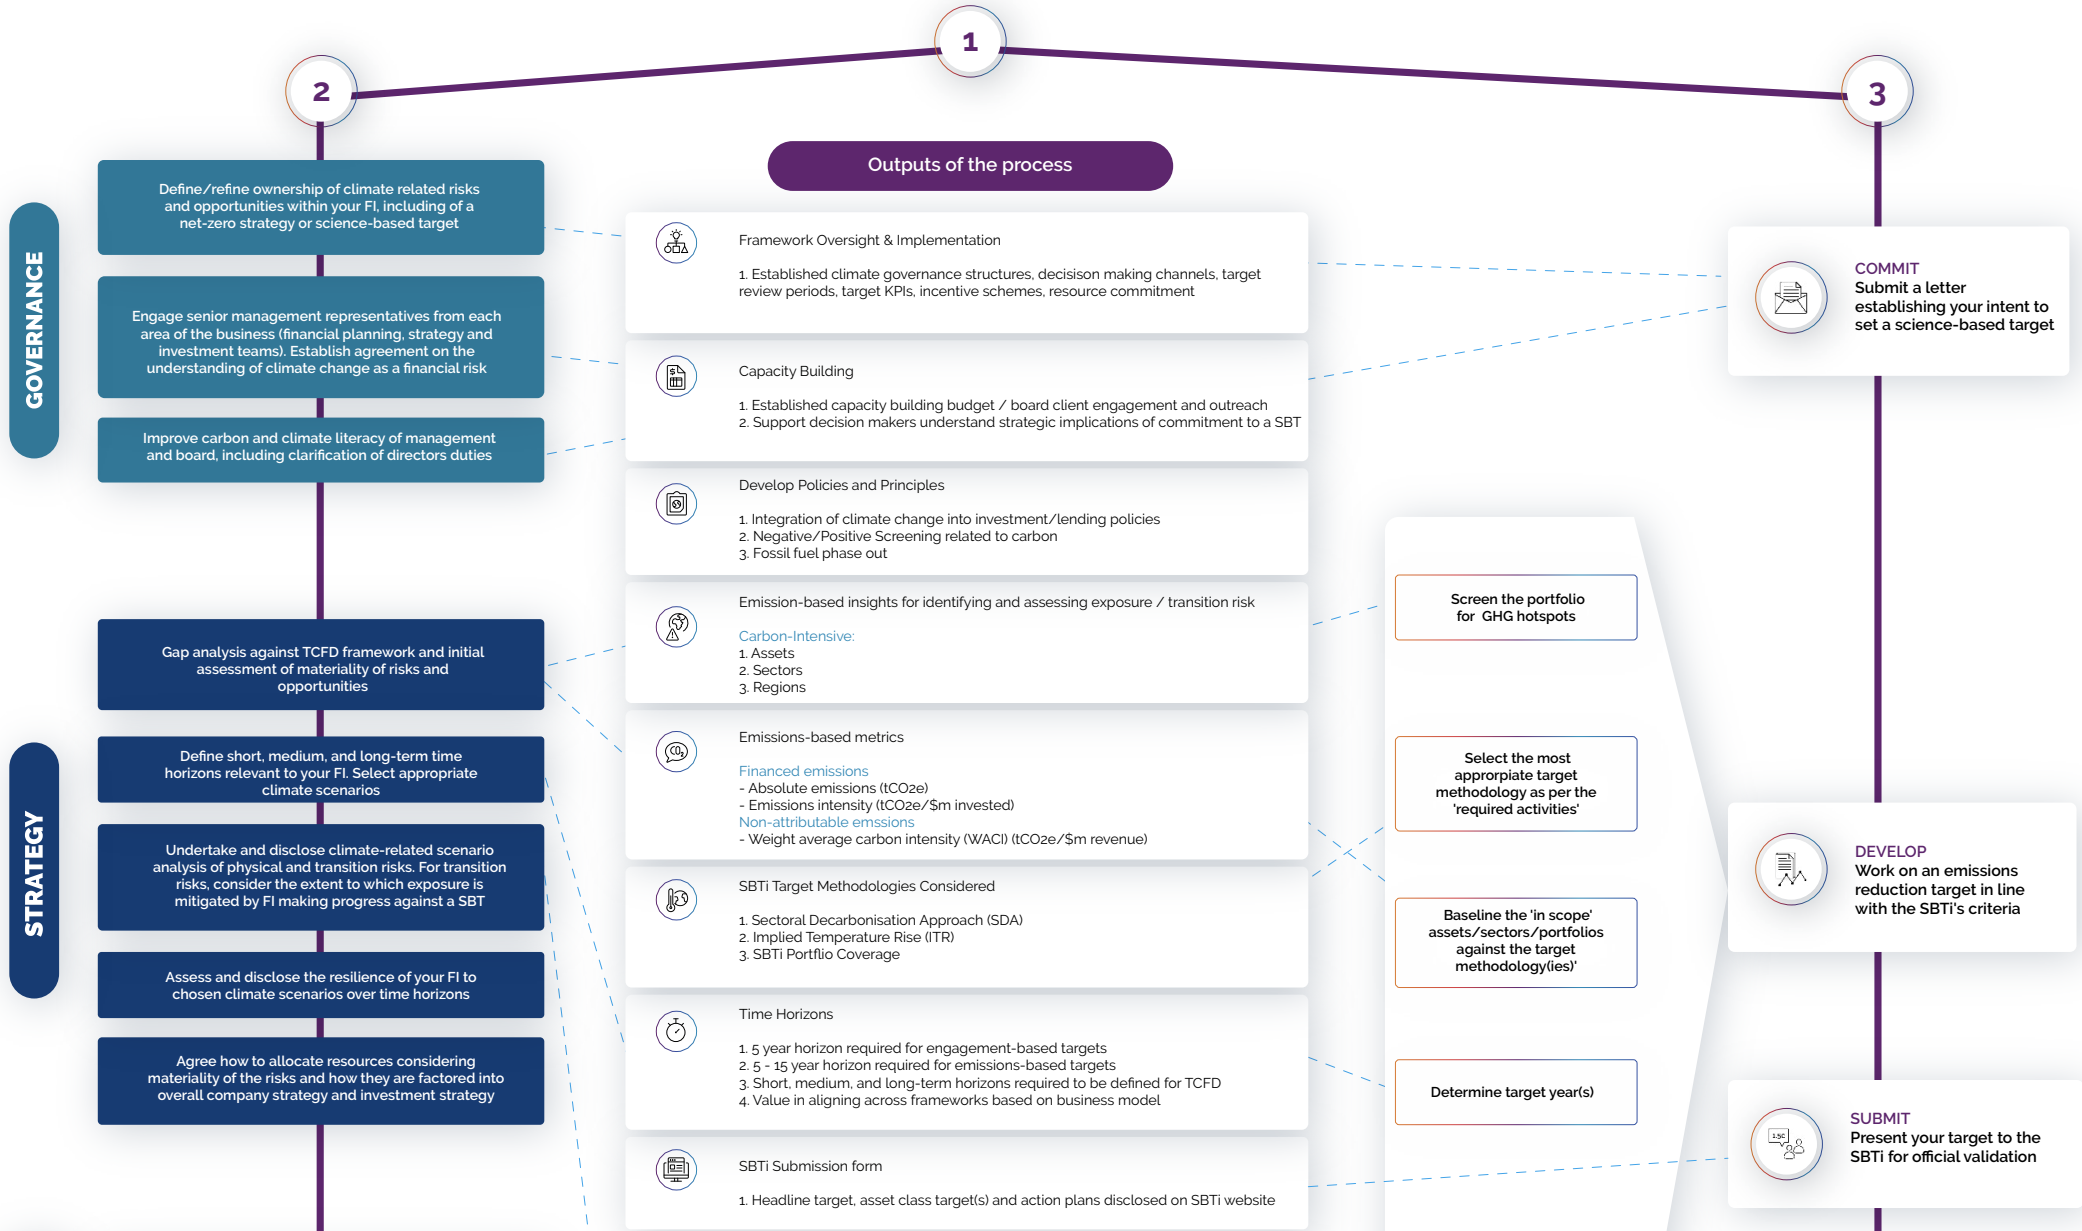 1
2
3
GOVERNANCE
Define/refine ownership of climate related risks
and opportunities within your FI, including of a
net-zero strategy or science-based target
Engage senior management representatives from each
area of the business (financial planning, strategy and
investment teams). Establish agreement on the
understanding of climate change as a financial risk
Improve carbon and climate literacy of management
and board, including clarification of directors duties
STRATEGY
Gap analysis against TCFD framework and initial
assessment of materiality of risks and
opportunities
Define short, medium, and long-term time
horizons relevant to your FI. Select appropriate
climate scenarios
Undertake and disclose climate-related scenario
analysis of physical and transition risks. For transition
risks, consider the extent to which exposure is
mitigated by FI making progress against a SBT
Assess and disclose the resilience of your FI to
chosen climate scenarios over time horizons
Agree how to allocate resources considering
materiality of the risks and how they are factored into
overall company strategy and investment strategy
Outputs of the process
Framework Oversight & Implementation
1. Established climate governance structures, decisison making channels, target
review periods, target KPIs, incentive schemes, resource commitment
Capacity Building
1. Established capacity building budget / board client engagement and outreach
2. Support decision makers understand strategic implications of commitment to a SBT
Develop Policies and Principles
1. Integration of climate change into investment/lending policies
2. Negative/Positive Screening related to carbon
3. Fossil fuel phase out
Emission-based insights for identifying and assessing exposure / transition risk
Carbon-Intensive:
1. Assets
2. Sectors
3. Regions
CO2
Emissions-based metrics
Financed emissions
- Absolute emissions (tCO2e)
- Emissions intensity (tCO2e/$m invested)
Non-attributable emssions
- Weight average carbon intensity (WACI) (tCO2e/$m revenue)
SBTi Target Methodologies Considered
1. Sectoral Decarbonisation Approach (SDA)
2. Implied Temperature Rise (ITR)
3. SBTi Portflio Coverage
Time Horizons
1. 5 year horizon required for engagement-based targets
2. 5 - 15 year horizon required for emissions-based targets
3. Short, medium, and long-term horizons required to be defined for TCFD
4. Value in aligning across frameworks based on business model
SBTi Submission form
1. Headline target, asset class target(s) and action plans disclosed on SBTi website
Screen the portfolio
for GHG hotspots
Select the most
approrpiate target
methodology as per the
'required activities'
Baseline the 'in scope'
assets/sectors/portfolios
against the target
methodology(ies)'
Determine target year(s)
COMMIT
Submit a letter
establishing your intent to
set a science-based target
DEVELOP
Work on an emissions
reduction target in line
with the SBTi's criteria
1.5C
SUBMIT
Present your target to the
SBTi for official validation